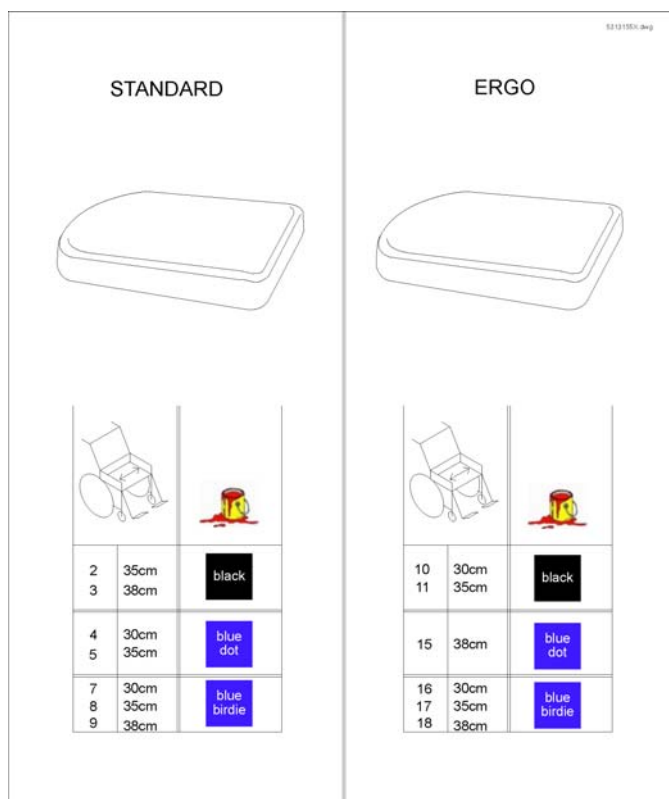 5213155X.dwg
STANDARD
ERGO
2 35cm
3 38cm
black
4 30cm
5 35cm
blue
dot
7 30cm
8 35cm
9 38cm
blue
birdie
10 30cm
11 35cm
black
15 38cm
blue
dot
16 30cm
17 35cm
18 38cm
blue
birdie